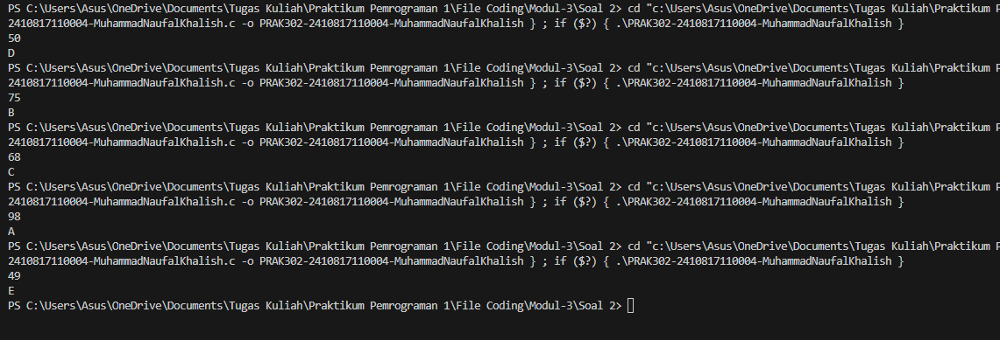 PS C:\Users\Asus\OneDrive\Documents\Tugas Kuliah\Praktikum Pemrograman 1\File Coding\Modul-3\Soal 2> cd "c:\Users\Asus\OneDrive\Documents\Tugas Kuliah\Praktikum P
2410817110004-MuhammadNaufalKhalish.c -o PRAK302-2410817110004-MuhammadNaufalKhalish } ; if ($?) { .\PRAK302-2410817110004-MuhammadNaufalKhalish }
50
D
PS C:\Users\Asus\OneDrive\Documents\Tugas Kuliah\Praktikum Pemrograman 1\File Coding\Modul-3\Soal 2> cd "c:\Users\Asus\OneDrive\Documents\Tugas Kuliah\Praktikum P
2410817110004-MuhammadNaufalKhalish.c -o PRAK302-2410817110004-MuhammadNaufalKhalish } ; if ($?) { .\PRAK302-2410817110004-MuhammadNaufalKhalish }
75
B
PS C:\Users\Asus\OneDrive\Documents\Tugas Kuliah\Praktikum Pemrograman 1\File Coding\Modul-3\Soal 2> cd "c:\Users\Asus\OneDrive\Documents\Tugas Kuliah\Praktikum P
2410817110004-MuhammadNaufalKhalish.c -o PRAK302-2410817110004-MuhammadNaufalKhalish } ; if ($?) { .\PRAK302-2410817110004-MuhammadNaufalKhalish }
68
C
PS C:\Users\Asus\OneDrive\Documents\Tugas Kuliah\Praktikum Pemrograman 1\File Coding\Modul-3\Soal 2> cd "c:\Users\Asus\OneDrive\Documents\Tugas Kuliah\Praktikum P
2410817110004-MuhammadNaufalKhalish.c -o PRAK302-2410817110004-MuhammadNaufalKhalish } ; if ($?) { .\PRAK302-2410817110004-MuhammadNaufalKhalish }
98
A
PS C:\Users\Asus\OneDrive\Documents\Tugas Kuliah\Praktikum Pemrograman 1\File Coding\Modul-3\Soal 2> cd "c:\Users\Asus\OneDrive\Documents\Tugas Kuliah\Praktikum P
2410817110004-MuhammadNaufalKhalish.c -o PRAK302-2410817110004-MuhammadNaufalKhalish } ; if ($?) { .\PRAK302-2410817110004-MuhammadNaufalKhalish }
49
E
PS C:\Users\Asus\OneDrive\Documents\Tugas Kuliah\Praktikum Pemrograman 1\File Coding\Modul-3\Soal 2>